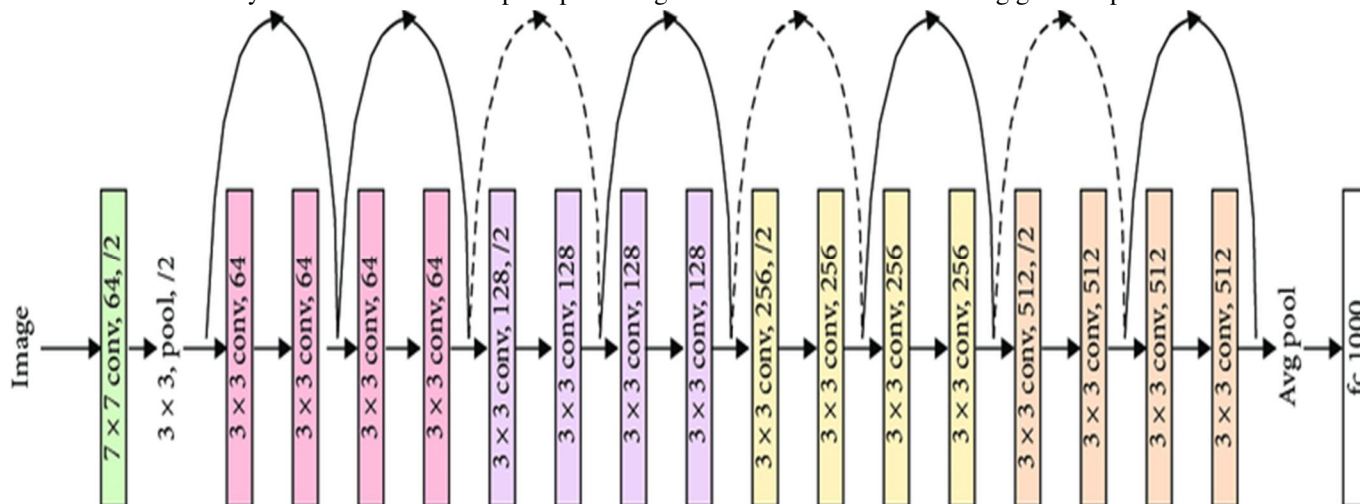 Image
7 × 7 conv, 64, /2
3 × 3, pool, /2
3 × 3 conv, 64
3 × 3 conv, 64
3 × 3 conv, 64
3 × 3 conv, 64
3 × 3 conv, 128, /2
3 × 3 conv, 128
3 × 3 conv, 128
3 × 3 conv, 128
3 × 3 conv, 256, /2
3 × 3 conv, 256
3 × 3 conv, 256
3 × 3 conv, 256
3 × 3 conv, 512, /2
3 × 3 conv, 512
3 × 3 conv, 512
3 × 3 conv, 512
Avg pool
fc 1000